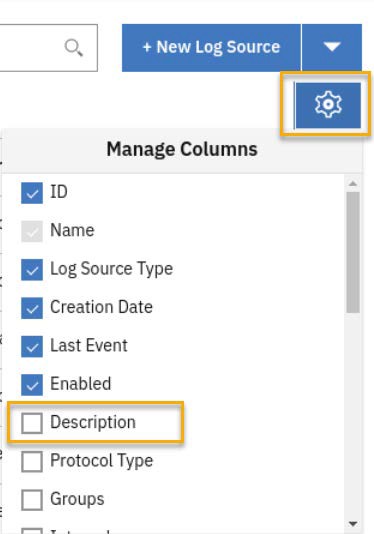 + New Log Source
Manage Columns
ID
Name
Log Source Type
Creation Date
Last Event
Enabled
Description
Protocol Type
Groups